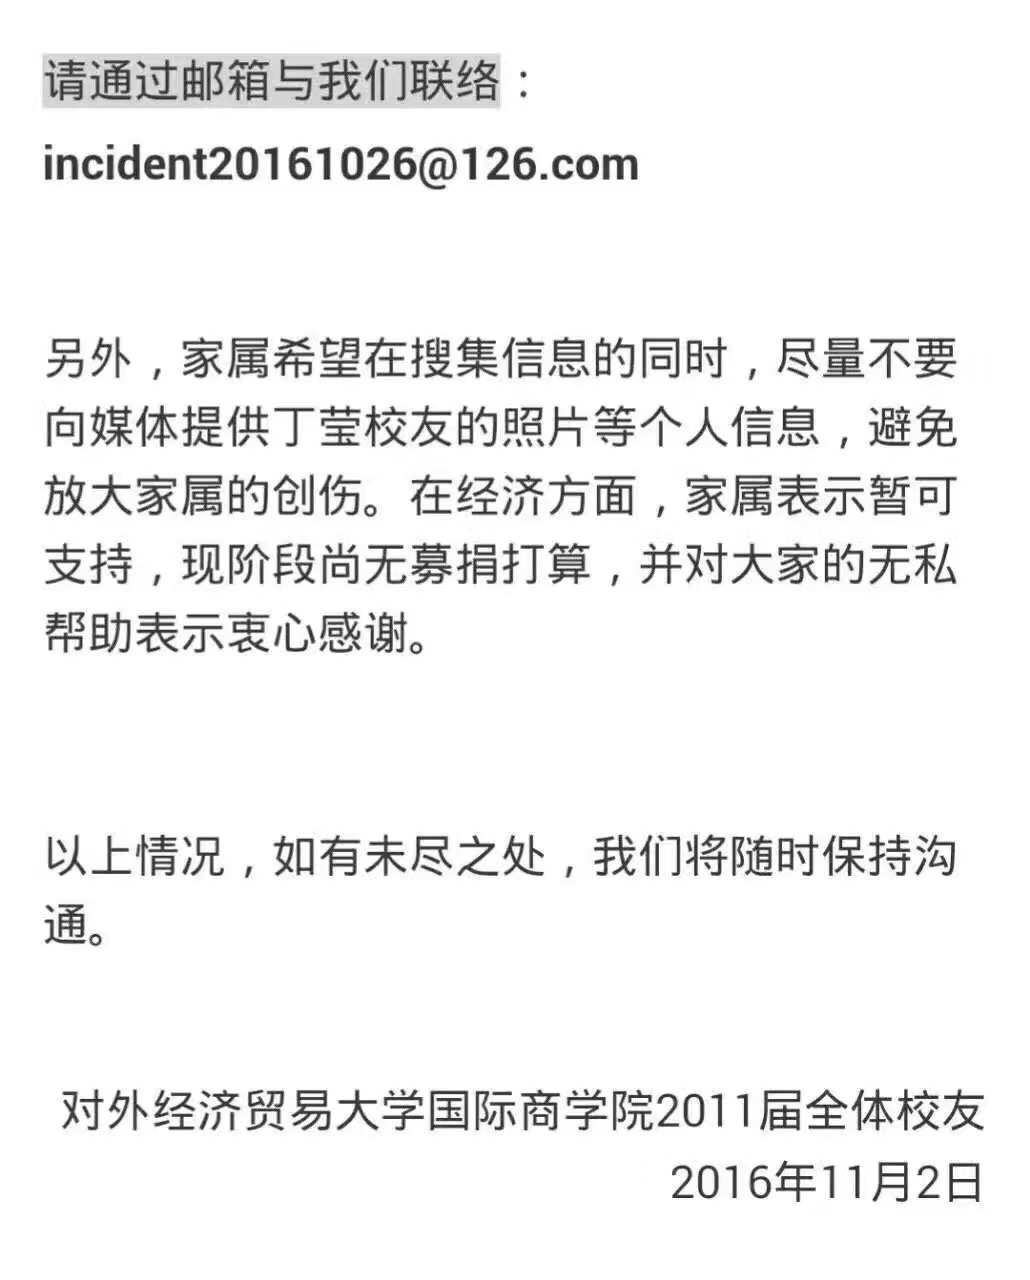 请通过邮箱与我们联络：
incident20161026@126.com
另外，家属希望在搜集信息的同时，尽量不要
向媒体提供丁莹校友的照片等个人信息，避免
放大家属的创伤。在经济方面，家属表示暂可
支持，现阶段尚无募捐打算，并对大家的无私
帮助表示衷心感谢。
以上情况，如有未尽之处，我们将随时保持沟
通。
对外经济贸易大学国际商学院2011届全体校友
2016年11月2日